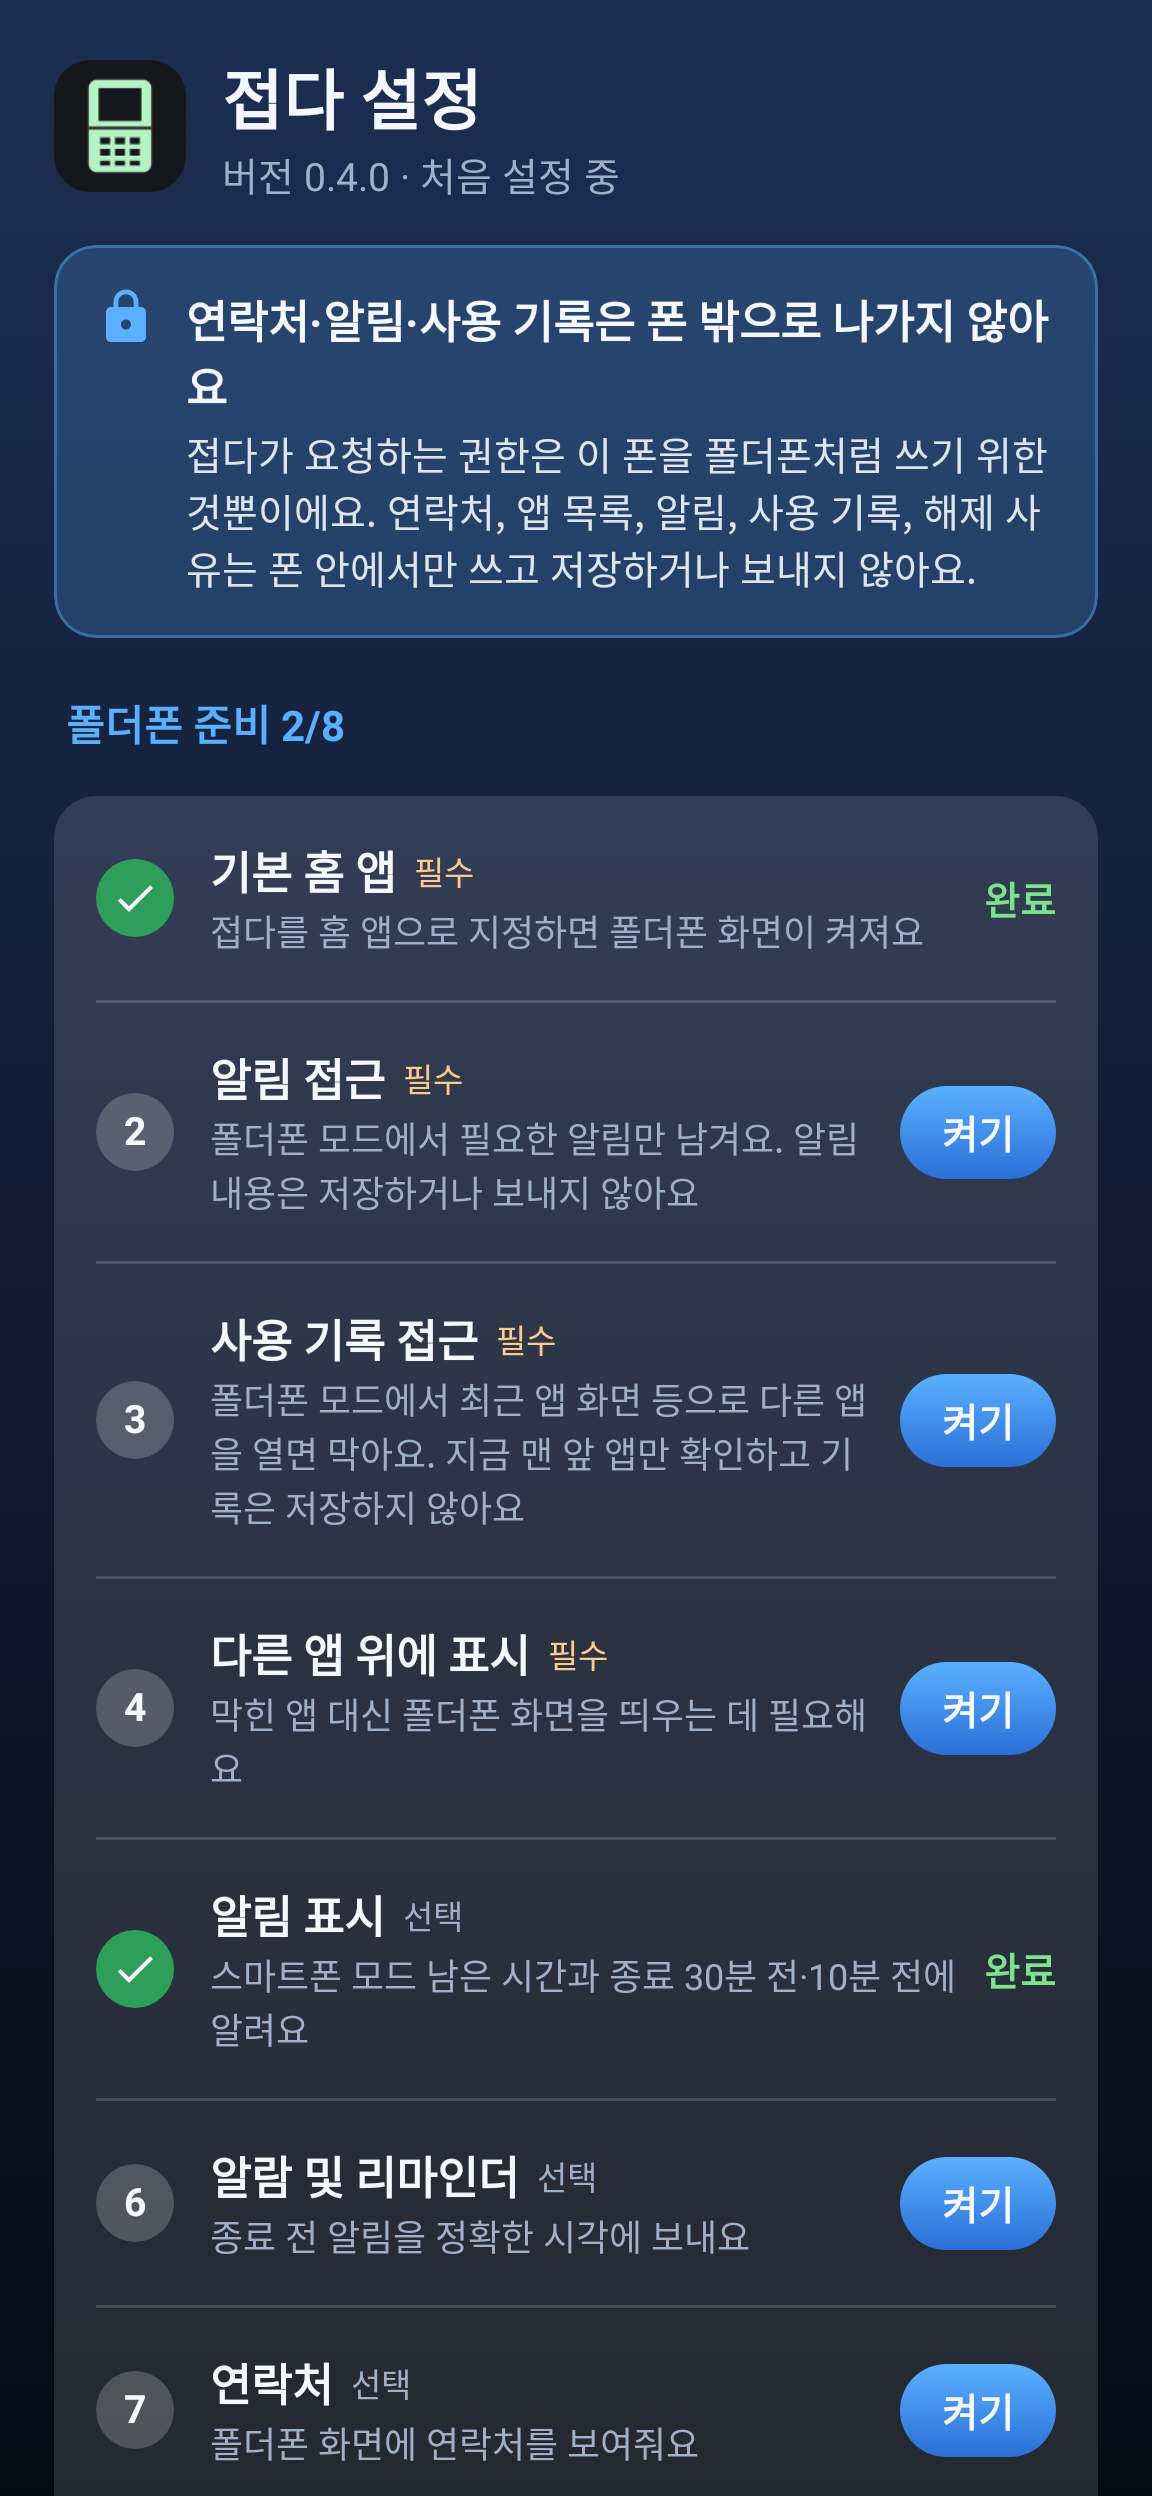 접다 설정
버전 0.4.0 · 처음 설정 중
연락처·알림·사용 기록은 폰 밖으로 나가지 않아
요
접다가 요청하는 권한은 이 폰을 폴더폰처럼 쓰기 위한
것뿐이에요. 연락처, 앱 목록, 알림, 사용 기록, 해제 사
유는 폰 안에서만 쓰고 저장하거나 보내지 않아요.
폴더폰 준비 2/8
기본 홈 앱 필수
접다를 홈 앱으로 지정하면 폴더폰 화면이 켜져요
완료
2
알림 접근 필수
폴더폰 모드에서 필요한 알림만 남겨요. 알림
내용은 저장하거나 보내지 않아요
켜기
3
사용 기록 접근 필수
폴더폰 모드에서 최근 앱 화면 등으로 다른 앱
을 열면 막아요. 지금 맨 앞 앱만 확인하고 기
록은 저장하지 않아요
켜기
4
다른 앱 위에 표시 필수
막힌 앱 대신 폴더폰 화면을 띄우는 데 필요해
요
켜기
알림 표시 선택
스마트폰 모드 남은 시간과 종료 30분 전·10분 전에
알려요
완료
6
알람 및 리마인더 선택
종료 전 알림을 정확한 시각에 보내요
켜기
7
연락처 선택
폴더폰 화면에 연락처를 보여줘요
켜기